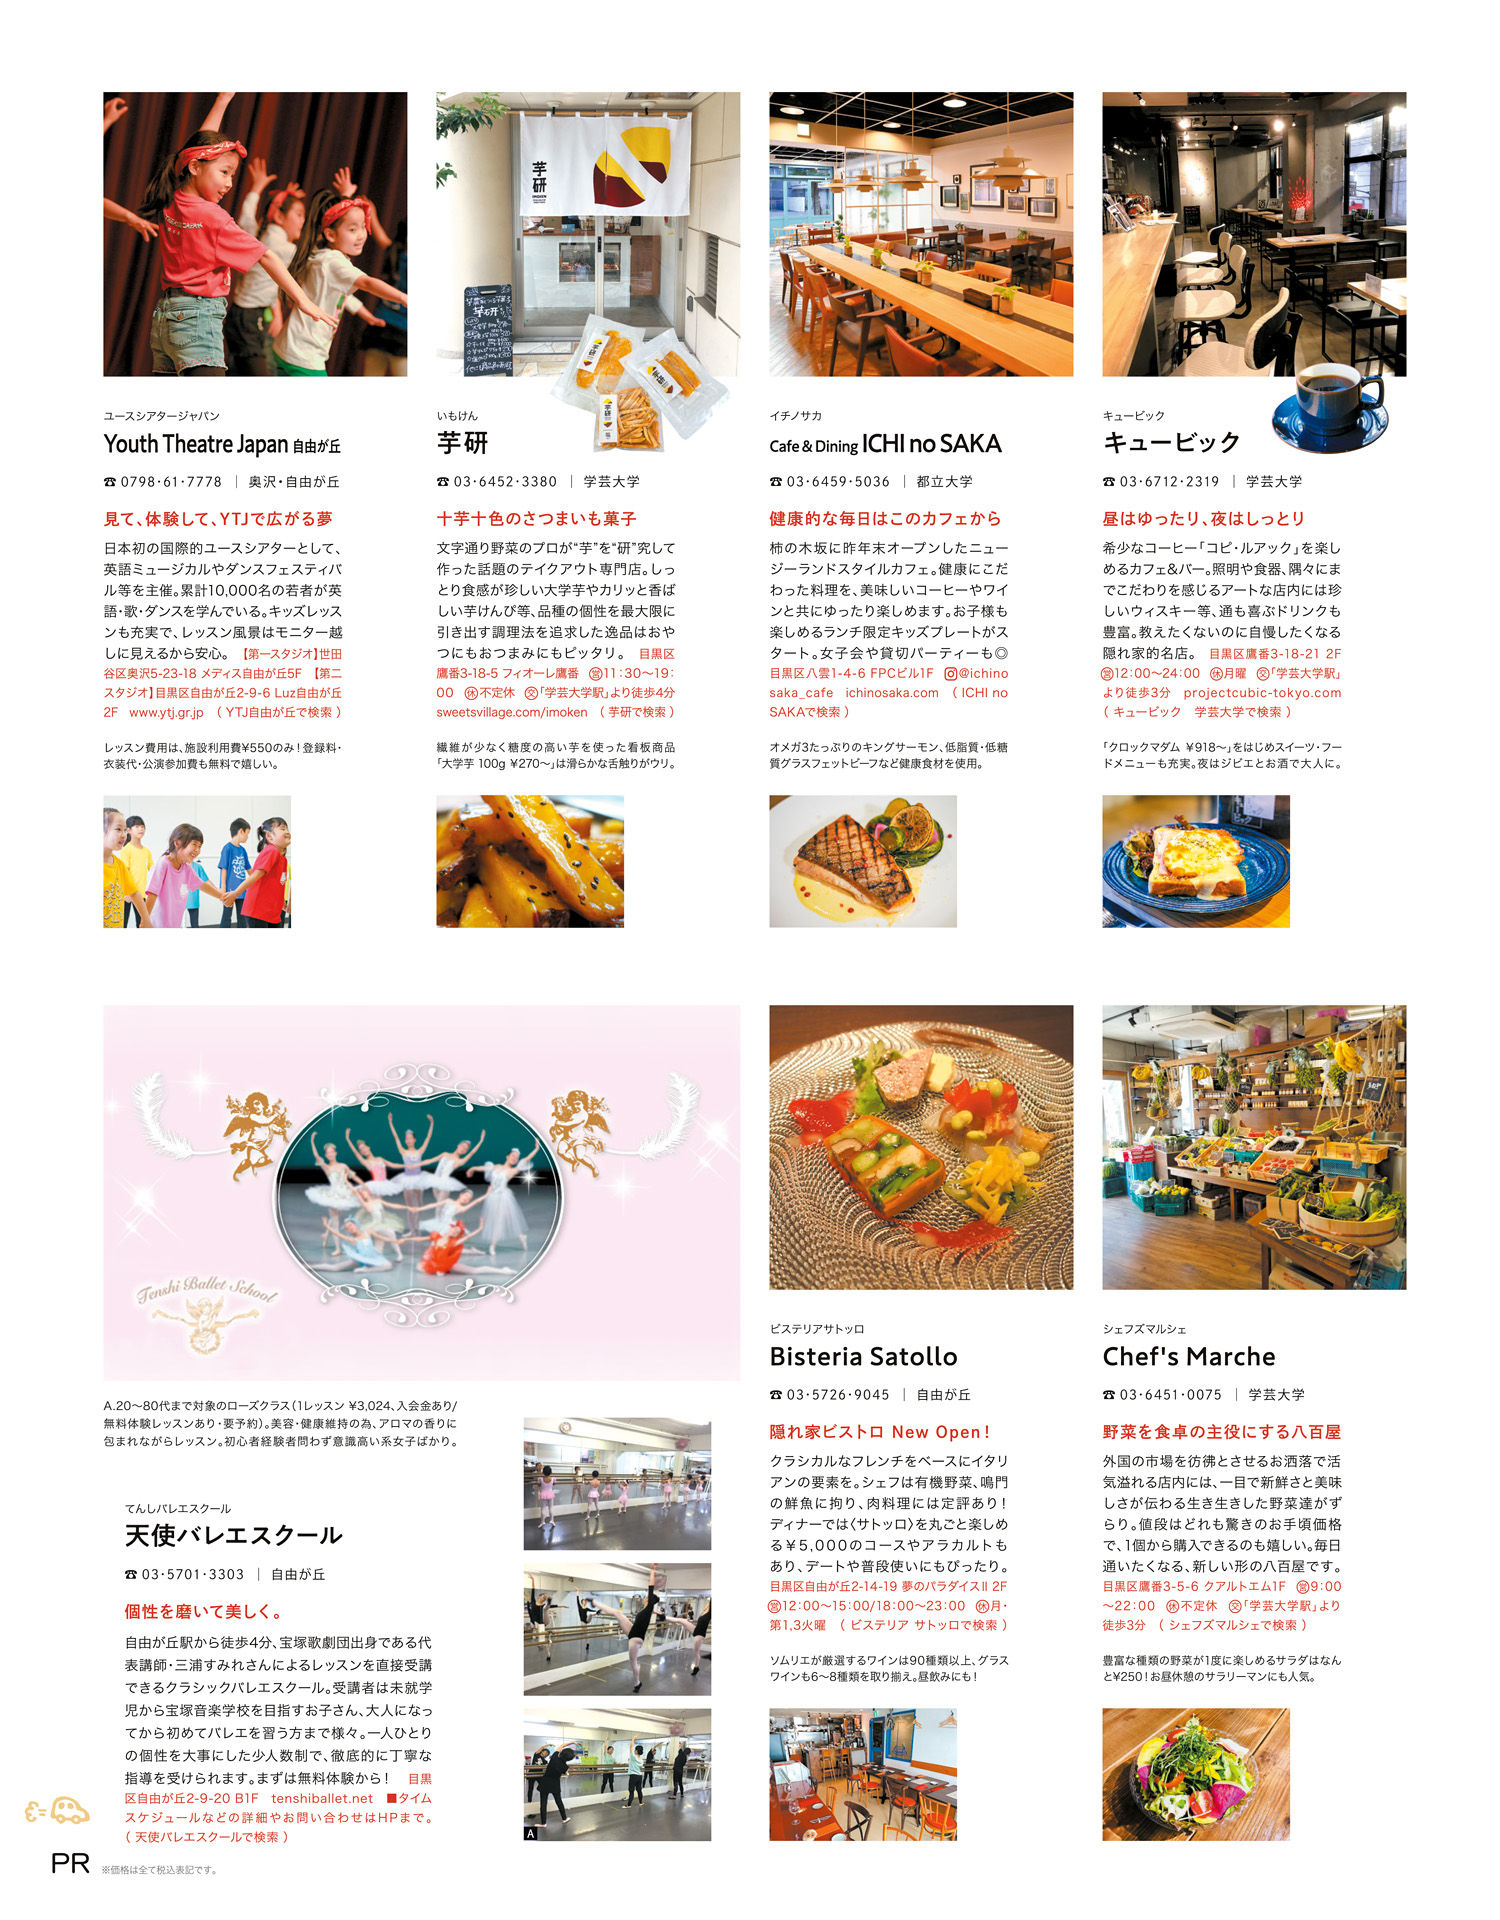 芋研
IMOKEN
芋研
芋研
芋研
ユースシアタージャパン
Youth Theatre Japan 自由が丘
☎ 0798·61·7778 ｜ 奥沢・自由が丘
見て、体験して、YTJで広がる夢
日本初の国際的ユースシアターとして、
英語ミュージカルやダンスフェスティバ
ル等を主催。累計10,000名の若者が英
語・歌・ダンスを学んでいる。キッズレッス
ンも充実で、レッスン風景はモニター越
しに見えるから安心。 【第一スタジオ】世田
谷区奥沢5-23-18 メディス自由が丘5F 【第二
スタジオ】目黒区自由が丘2-9-6 Luz自由が丘
2F www.ytj.gr.jp （ YTJ自由が丘で検索 ）
レッスン費用は、施設利用費¥550のみ！登録料・
衣装代・公演参加費も無料で嬉しい。
いもけん
芋研
☎ 03·6452·3380 ｜ 学芸大学
十芋十色のさつまいも菓子
文字通り野菜のプロが“芋”を“研”究して
作った話題のテイクアウト専門店。しっ
とり食感が珍しい大学芋やカリッと香ば
しい芋けんぴ等、品種の個性を最大限に
引き出す調理法を追求した逸品はおや
つにもおつまみにもピッタリ。 目黒区
鷹番3-18-5 フィオーレ鷹番 ㊡11:30〜19:
00 ㊡不定休 交「学芸大学駅」より徒歩4分
sweetsvillage.com/imoken （ 芋研で検索 ）
繊維が少なく糖度の高い芋を使った看板商品
「大学芋 100g ¥270〜」は滑らかな舌触りがウリ。
イチノサカ
Cafe & Dining ICHI no SAKA
☎ 03·6459·5036 ｜ 都立大学
健康的な毎日はこのカフェから
柿の木坂に昨年末オープンしたニュー
ジーランドスタイルカフェ。健康にこだ
わった料理を、美味しいコーヒーやワイ
ンと共にゆったり楽しめます。お子様も
楽しめるランチ限定キッズプレートがス
タート。女子会や貸切パーティーも◎
目黒区八雲1-4-6 FPCビル1F @ichino
saka_cafe ichinosaka.com （ ICHI no
SAKAで検索 ）
オメガ3たっぷりのキングサーモン、低脂質・低糖
質グラスフェットビーフなど健康食材を使用。
キュービック
キュービック
☎ 03·6712·2319 ｜ 学芸大学
昼はゆったり、夜はしっとり
希少なコーヒー「コピ・ルアック」を楽し
めるカフェ&バー。照明や食器、隅々にま
でこだわりを感じるアートな店内には珍
しいウィスキー等、通も喜ぶドリンクも
豊富。教えたくないのに自慢したくなる
隠れ家的名店。 目黒区鷹番3-18-21 2F
営12:00〜24:00 休月曜 交「学芸大学駅」
より徒歩3分 projectcubic-tokyo.com
（ キュービック 学芸大学で検索 ）
「クロックマダム ¥918〜」をはじめスイーツ・フー
ドメニューも充実。夜はジビエとお酒で大人に。
Tenshi Ballet School
A.20〜80代まで対象のローズクラス（1レッスン ¥3,024、入会金あり/
無料体験レッスンあり・要予約）。美容・健康維持の為、アロマの香りに
包まれながらレッスン。初心者経験者問わず意識高い系女子ばかり。
てんしバレエスクール
天使バレエスクール
☎ 03·5701·3303 ｜ 自由が丘
個性を磨いて美しく。
自由が丘駅から徒歩4分、宝塚歌劇団出身である代
表講師・三浦すみれさんによるレッスンを直接受講
できるクラシックバレエスクール。受講者は未就学
児から宝塚音楽学校を目指すお子さん、大人になっ
てから初めてバレエを習う方まで様々。一人ひとり
の個性を大事にした少人数制で、徹底的に丁寧な
指導を受けられます。まずは無料体験から！ 目黒
区自由が丘2-9-20 B1F tenshiballet.net ■タイム
スケジュールなどの詳細やお問い合わせはHPまで。
（ 天使バレエスクールで検索 ）
A
ビステリアサトッロ
Bisteria Satollo
☎ 03·5726·9045 ｜ 自由が丘
隠れ家ビストロ New Open！
クラシカルなフレンチをベースにイタリ
アンの要素を。シェフは有機野菜、鳴門
の鮮魚に拘り、肉料理には定評あり！
ディナーでは〈サトッロ〉を丸ごと楽しめ
る¥5,000のコースやアラカルトも
あり、デートや普段使いにもぴったり。
目黒区自由が丘2-14-19 夢のパラダイスⅡ 2F
営12:00〜15:00/18:00〜23:00 休月・
第1,3火曜 （ ビステリア サトッロで検索 ）
ソムリエが厳選するワインは90種類以上、グラス
ワインも6〜8種類を取り揃え。昼飲みにも！
シェフズマルシェ
Chef's Marche
☎ 03·6451·0075 ｜ 学芸大学
野菜を食卓の主役にする八百屋
外国の市場を彷彿とさせるお洒落で活
気溢れる店内には、一目で新鮮さと美味
しさが伝わる生き生きした野菜達がず
らり。値段はどれも驚きのお手頃価格
で、1個から購入できるのも嬉しい。毎日
通いたくなる、新しい形の八百屋です。
目黒区鷹番3-5-6 クアルトエム1F 営9:00
〜22:00 休不定休 交「学芸大学駅」より
徒歩3分 （ シェフズマルシェで検索 ）
豊富な種類の野菜が1度に楽しめるサラダはなん
と¥250！お昼休憩のサラリーマンにも人気。
PR ※価格は全て税込表記です。